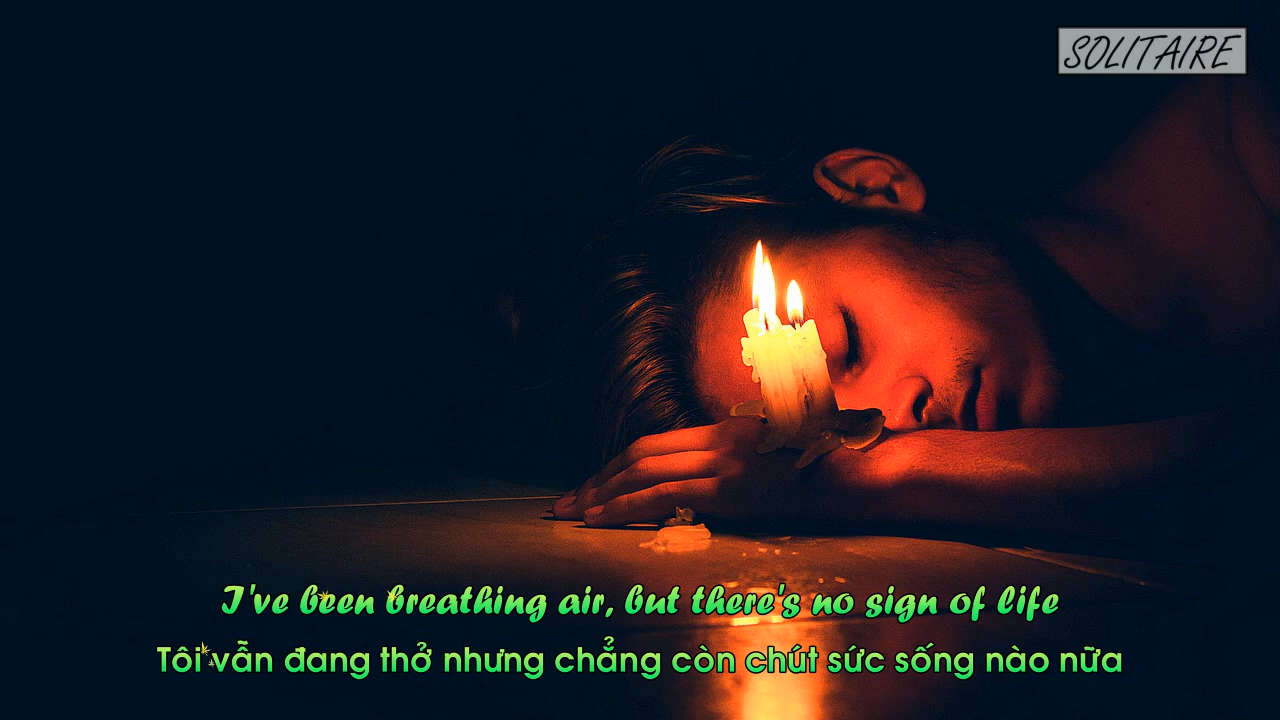 SOLITAIRE
I've been breathing air, but there's no sign of life
Tôi vẫn đang thở nhưng chẳng còn chút sức sống nào nữa